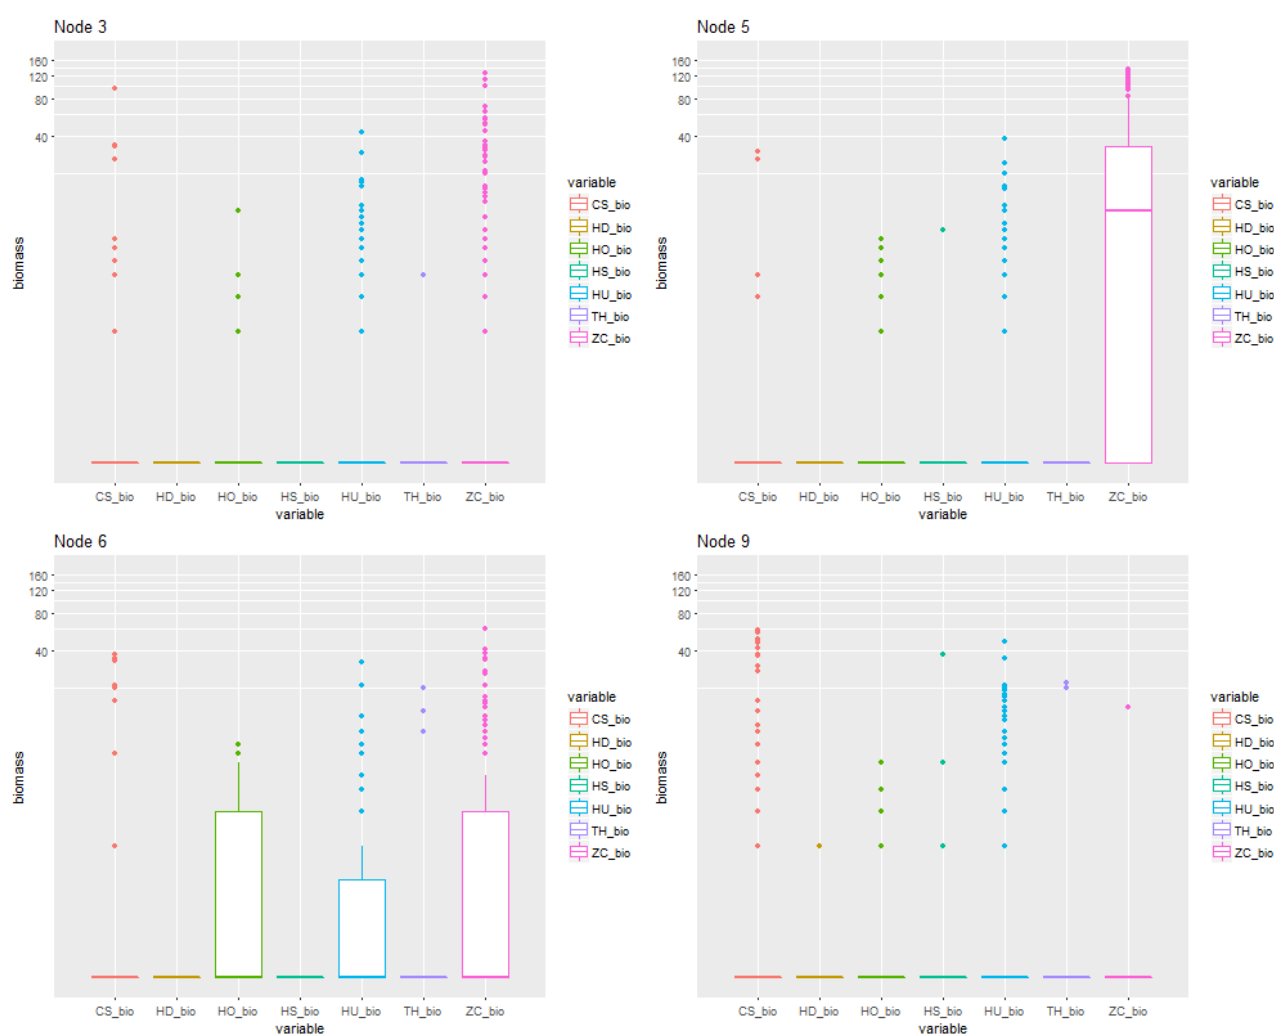 Node 3
160
120
80
40
biomass
CS_bio HD_bio HO_bio HS_bio HU_bio TH_bio ZC_bio
variable
variable
CS_bio
HD_bio
HO_bio
HS_bio
HU_bio
TH_bio
ZC_bio
Node 5
160
120
80
40
biomass
CS_bio HD_bio HO_bio HS_bio HU_bio TH_bio ZC_bio
variable
variable
CS_bio
HD_bio
HO_bio
HS_bio
HU_bio
TH_bio
ZC_bio
Node 6
160
120
80
40
biomass
CS_bio HD_bio HO_bio HS_bio HU_bio TH_bio ZC_bio
variable
variable
CS_bio
HD_bio
HO_bio
HS_bio
HU_bio
TH_bio
ZC_bio
Node 9
160
120
80
40
biomass
CS_bio HD_bio HO_bio HS_bio HU_bio TH_bio ZC_bio
variable
variable
CS_bio
HD_bio
HO_bio
HS_bio
HU_bio
TH_bio
ZC_bio